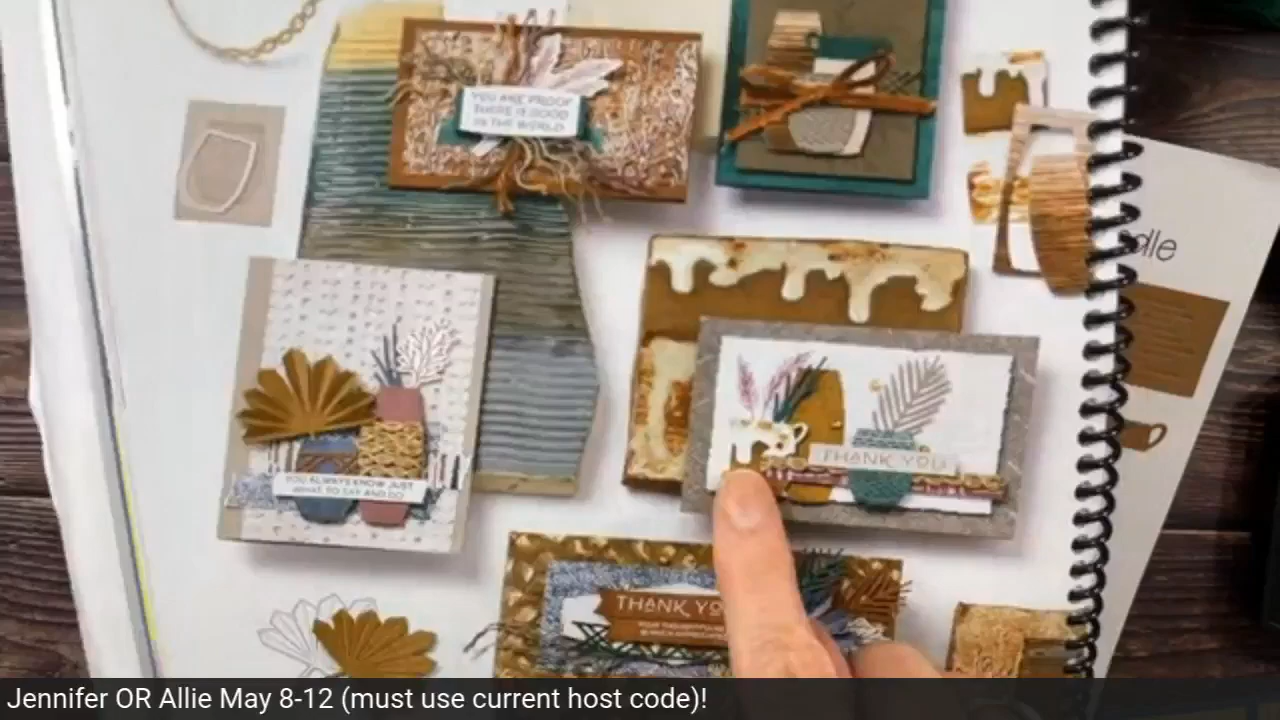 YOU ARE PROOF
THERE IS GOOD
IN THE WORLD
dle
THANK YOU
YOU ALWAYS KNOW JUST
WHAT TO SAY AND DO
THANK YO
Jennifer OR Allie May 8-12 (must use current host code)!